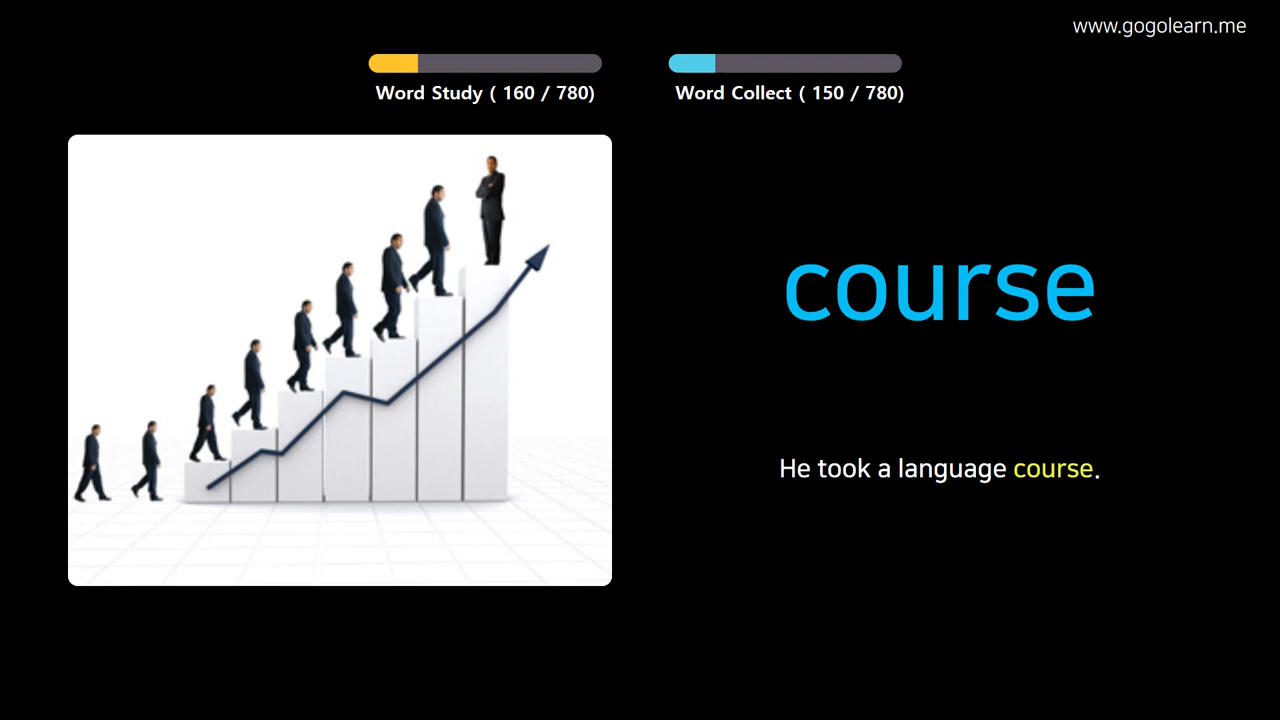 www.gogolearn.me
Word Study ( 160 / 780)
Word Collect ( 150 / 780)
course
He took a language course.